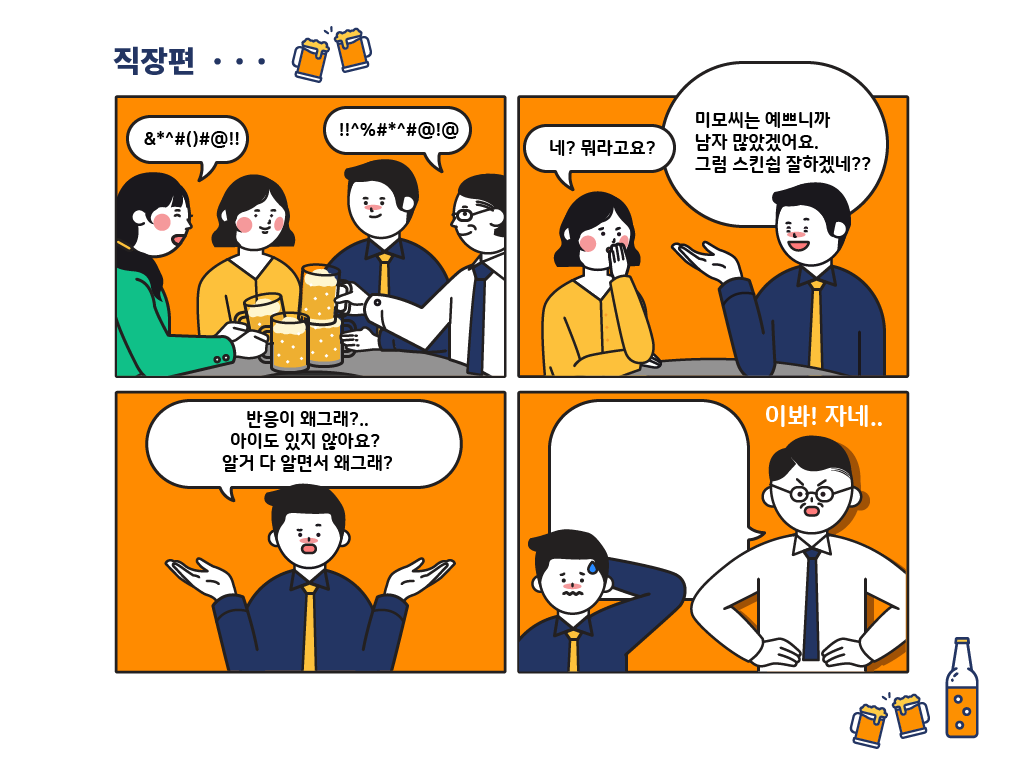 직장편 ...
&*^#()#@!!
!!^%#*^#@!@
네? 뭐라고요?
미모씨는 예쁘니까
남자 많았겠어요.
그럼 스킨쉽 잘하겠네??
반응이 왜그래?..
아이도 있지 않아요?
알거 다 알면서 왜그래?
이봐! 자네..